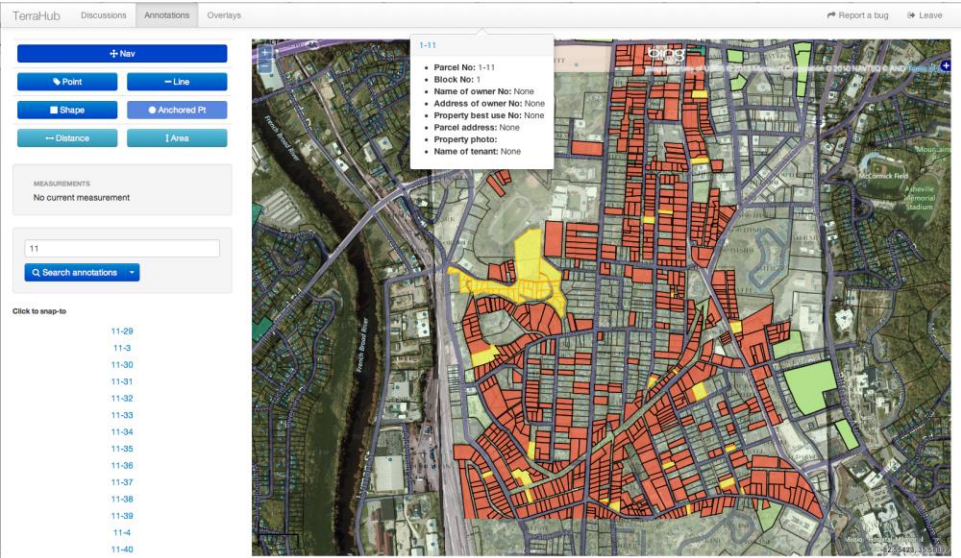 TerraHub Discussions Annotations Overlays Report a bug Leave
Nav
Point Line
Shape Anchored Pt
Distance Area
MEASUREMENTS
No current measurement
11
Search annotations
Click to snap-to
11-29
11-3
11-30
11-31
11-32
11-33
11-34
11-35
11-36
11-37
11-38
11-39
11-4
11-40
1-11
Parcel No: 1-11
Block No: 1
Name of owner No: None
Address of owner No: None
Property best use No: None
Parcel address: None
Property photo:
Name of tenant: None
bing
French Broad River
McCormick Field
Asheville
Memorial
Stadium
French Broad River